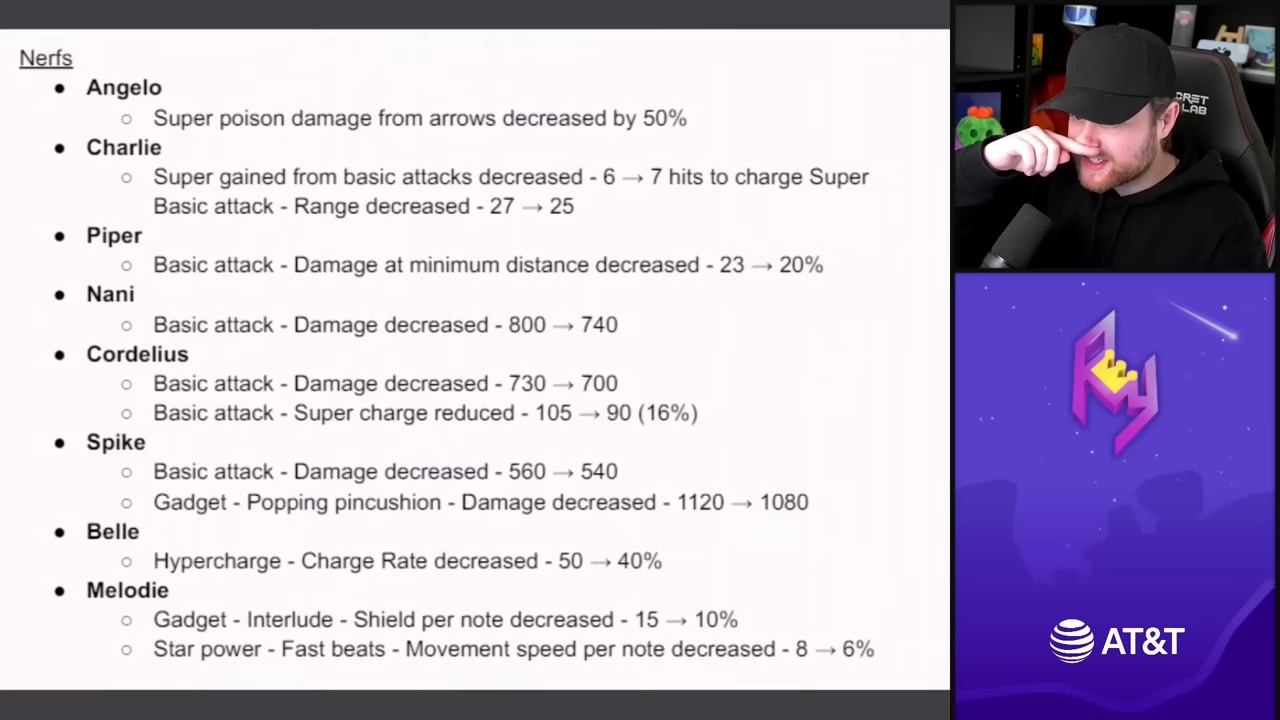 Nerfs
● Angelo
○ Super poison damage from arrows decreased by 50%
● Charlie
○ Super gained from basic attacks decreased - 6 → 7 hits to charge Super
Basic attack - Range decreased - 27 → 25
● Piper
○ Basic attack - Damage at minimum distance decreased - 23 → 20%
● Nani
○ Basic attack - Damage decreased - 800 → 740
● Cordelius
○ Basic attack - Damage decreased - 730 → 700
○ Basic attack - Super charge reduced - 105 → 90 (16%)
● Spike
○ Basic attack - Damage decreased - 560 → 540
○ Gadget - Popping pincushion - Damage decreased - 1120 → 1080
● Belle
○ Hypercharge - Charge Rate decreased - 50 → 40%
● Melodie
○ Gadget - Interlude - Shield per note decreased - 15 → 10%
○ Star power - Fast beats - Movement speed per note decreased - 8 → 6%
AT&T